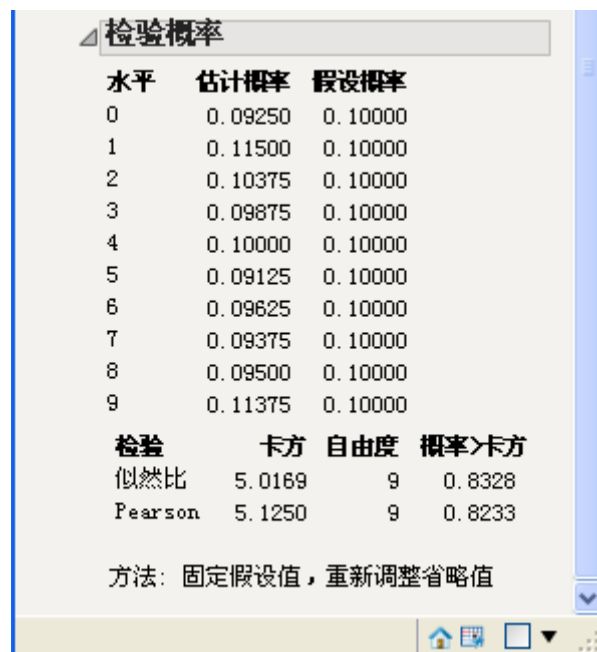 检验概率
水平 估计概率 假设概率
0 0.09250 0.10000
1 0.11500 0.10000
2 0.10375 0.10000
3 0.09875 0.10000
4 0.10000 0.10000
5 0.09125 0.10000
6 0.09625 0.10000
7 0.09375 0.10000
8 0.09500 0.10000
9 0.11375 0.10000
检验 卡方 自由度 概率>卡方
似然比 5.0169 9 0.8328
Pearson 5.1250 9 0.8233
方法: 固定假设值，重新调整省略值